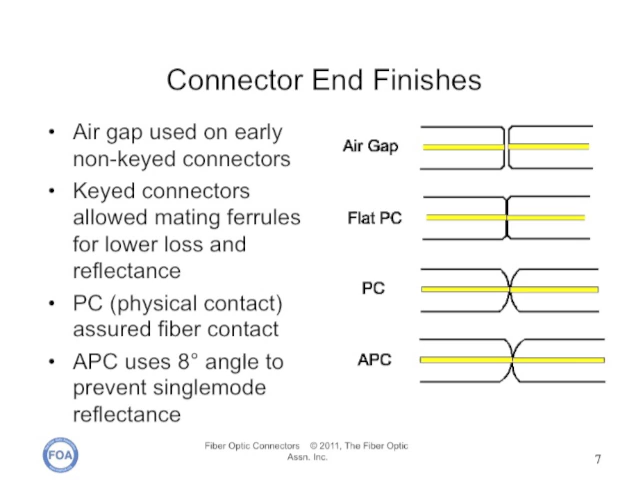 Connector End Finishes
• Air gap used on early
non-keyed connectors
• Keyed connectors
allowed mating ferrules
for lower loss and
reflectance
• PC (physical contact)
assured fiber contact
• APC uses 8° angle to
prevent singlemode
reflectance
Air Gap
Flat PC
PC
APC
FOA
Fiber Optic Connectors © 2011, The Fiber Optic
Assn. Inc.
7